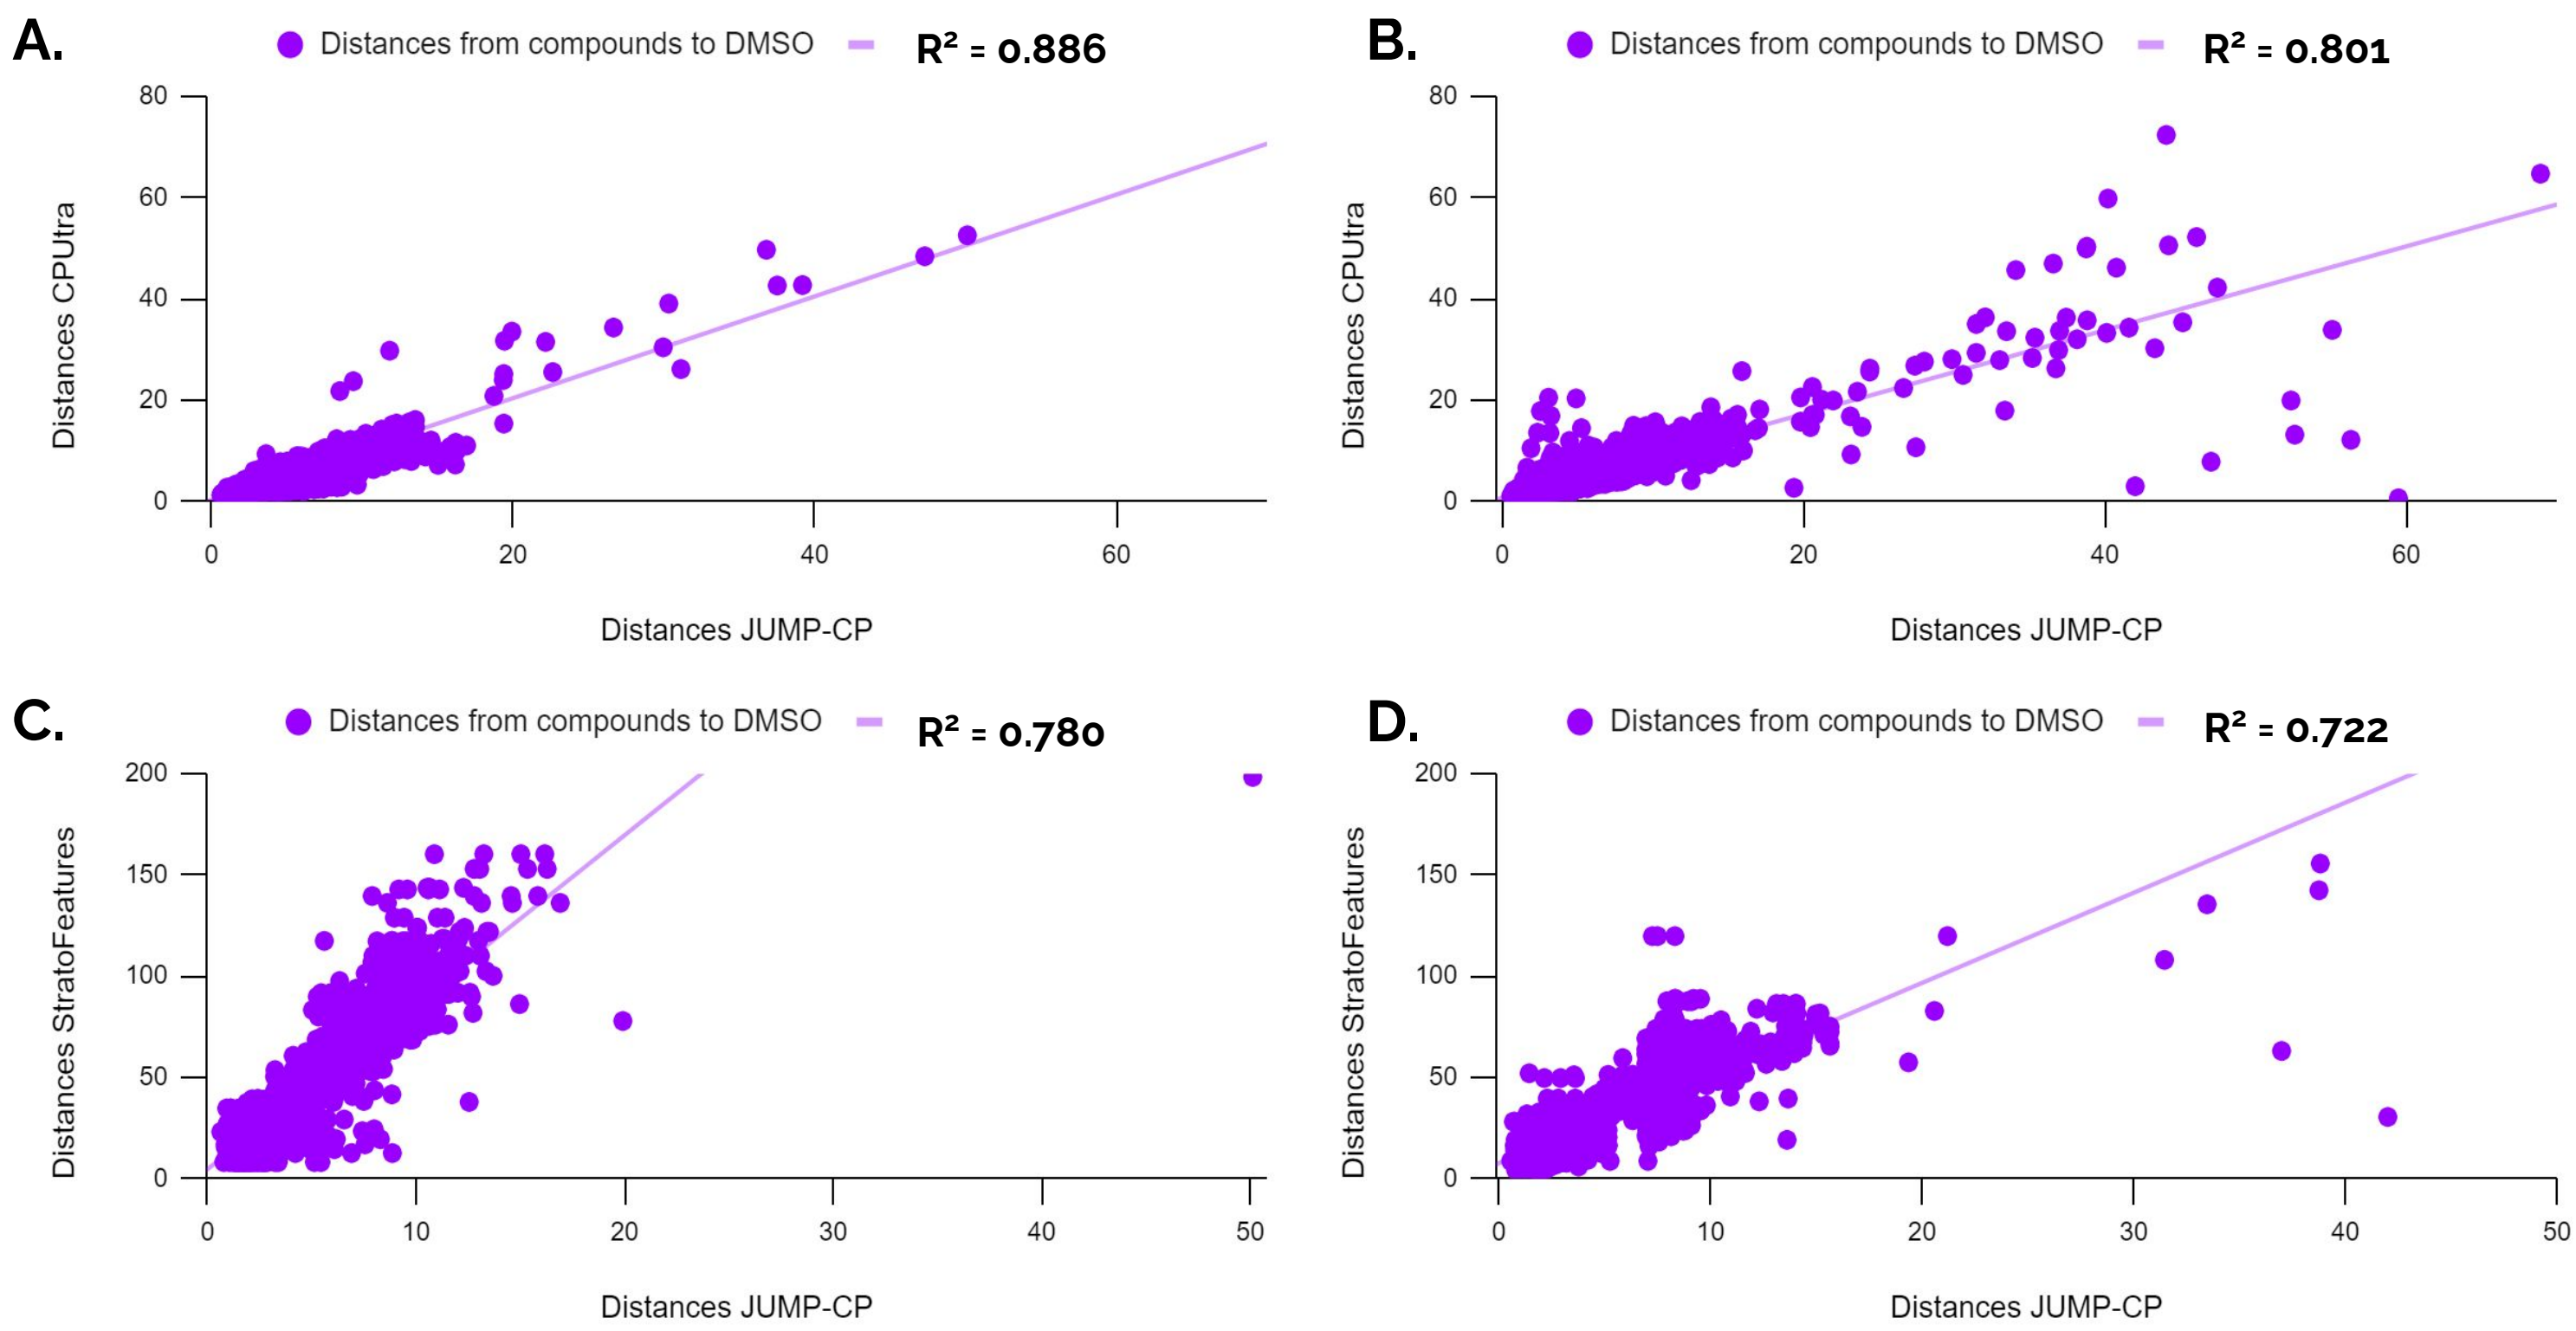 A.
Distances from compounds to DMSO
R² = 0.886
80
60
40
20
0
Distances CPUtra
0 20 40 60
Distances JUMP-CP
B.
Distances from compounds to DMSO
R² = 0.801
80
60
40
20
0
Distances CPUtra
0 20 40 60
Distances JUMP-CP
C.
Distances from compounds to DMSO
R² = 0.780
200
150
100
50
0
Distances StratoFeatures
0 10 20 30 40 50
Distances JUMP-CP
D.
Distances from compounds to DMSO
R² = 0.722
200
150
100
50
0
Distances StratoFeatures
0 10 20 30 40 50
Distances JUMP-CP